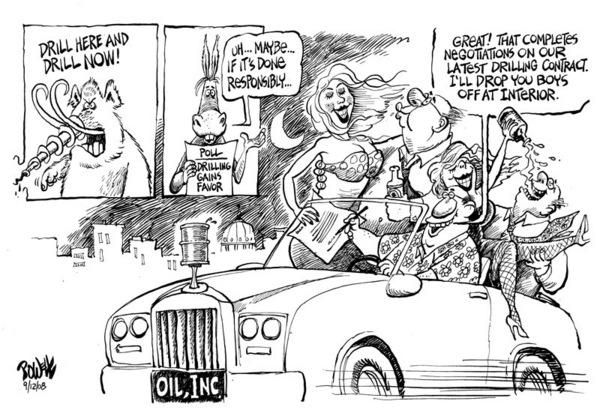 DRILL HERE AND
DRILL NOW!
UH... MAYBE...
IF IT'S DONE
RESPONSIBLY...
POLL
DRILLING
GAINS
FAVOR
GREAT! THAT COMPLETES
NEGOTIATIONS ON OUR
LATEST DRILLING CONTRACT.
I'LL DROP YOU BOYS
OFF AT INTERIOR.
OIL, INC
POWELL
9/12/08